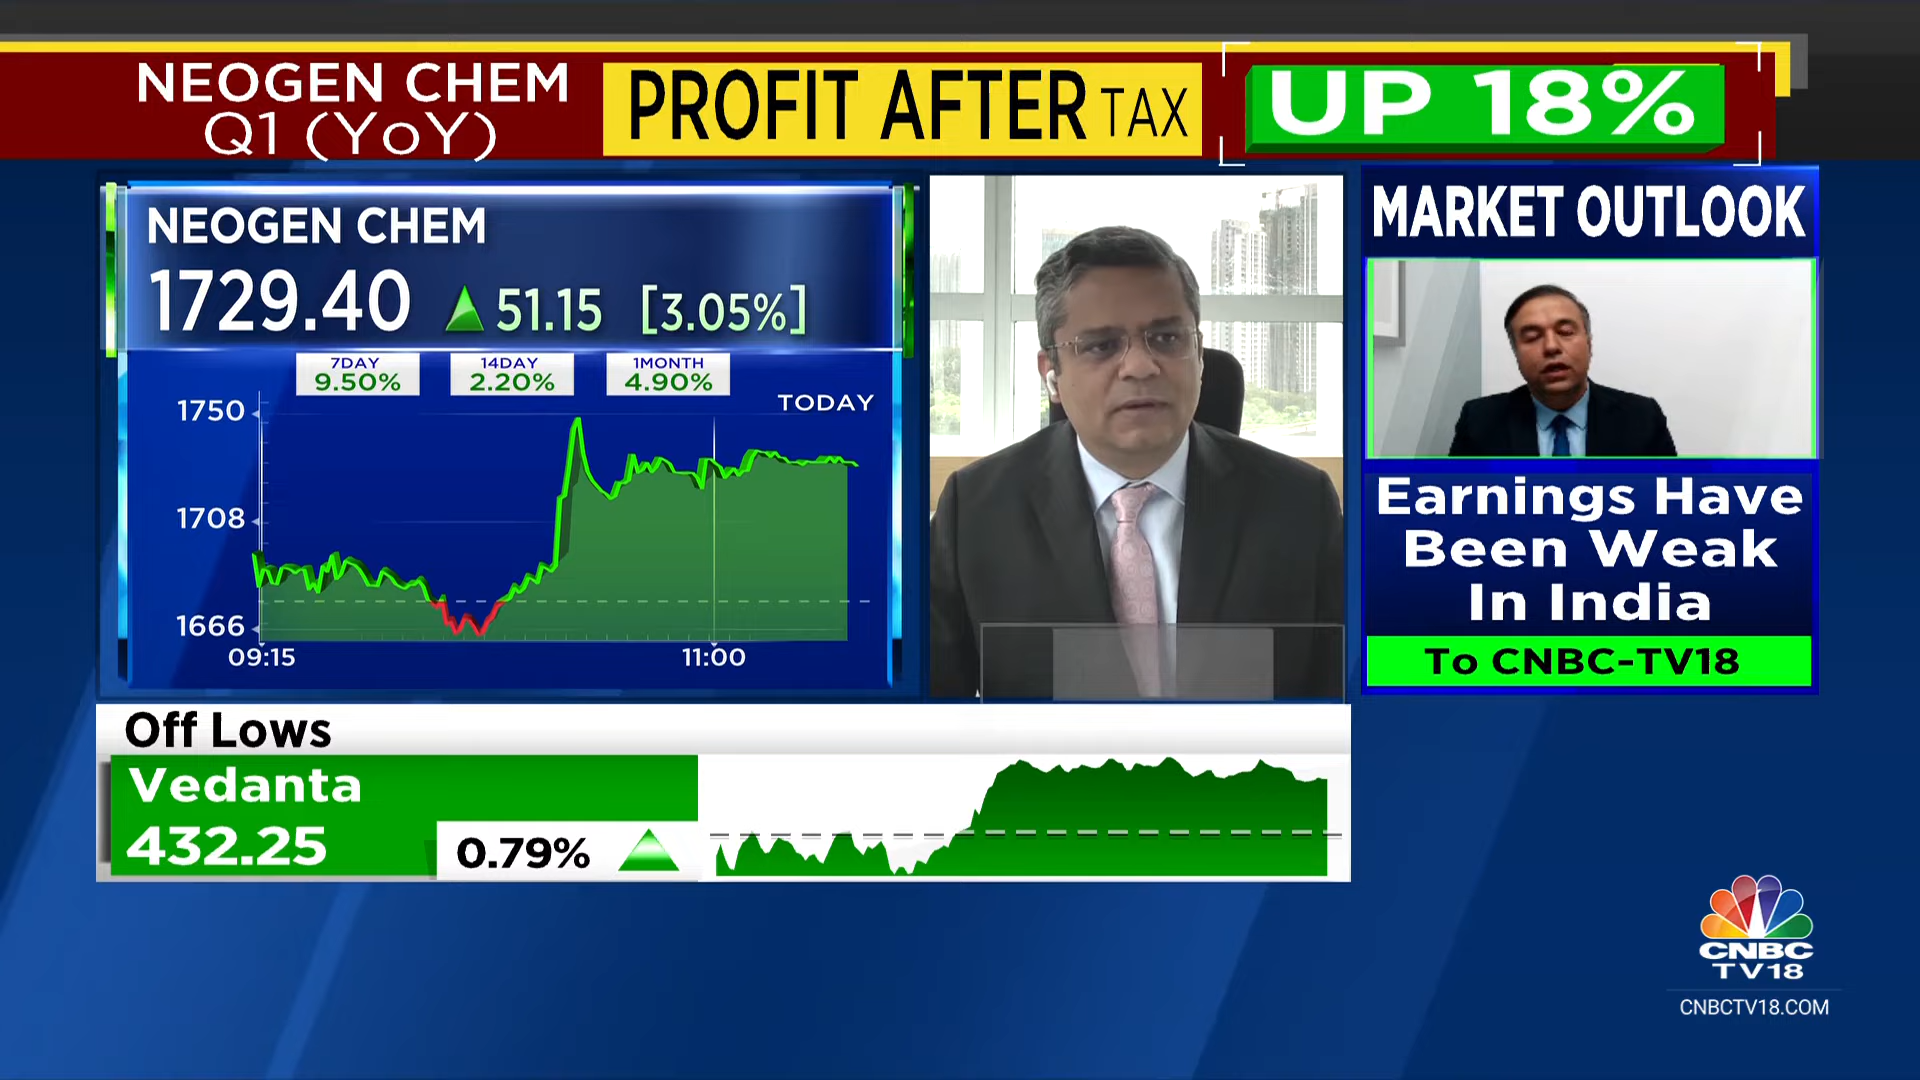 NEOGEN CHEM
Q1 (YoY)
PROFIT AFTER TAX
UP 18%
NEOGEN CHEM
1729.40 51.15 [3.05%]
7DAY
9.50%
14DAY
2.20%
1MONTH
4.90%
TODAY
1750
1708
1666
09:15 11:00
MARKET OUTLOOK
Earnings Have
Been Weak
In India
To CNBC-TV18
Off Lows
Vedanta
432.25
0.79%
CNBC
TV18
CNBCTV18.COM